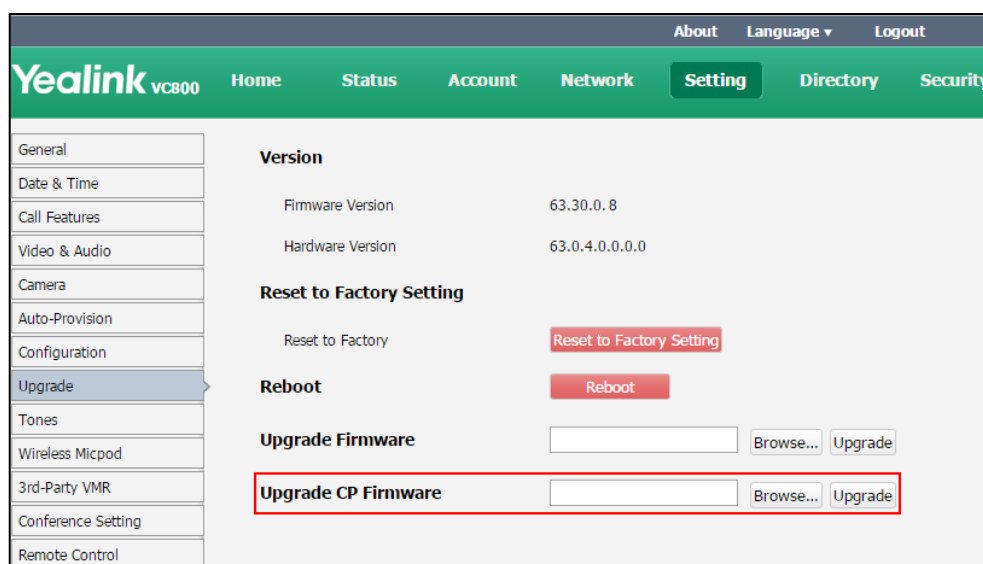 About Language ▾ Logout
Yealink VC800 Home Status Account Network Setting Directory Security
General
Date & Time
Call Features
Video & Audio
Camera
Auto-Provision
Configuration
Upgrade
Tones
Wireless Micpod
3rd-Party VMR
Conference Setting
Remote Control
Version
Firmware Version 63.30.0.8
Hardware Version 63.0.4.0.0.0.0
Reset to Factory Setting
Reset to Factory Reset to Factory Setting
Reboot Reboot
Upgrade Firmware Browse... Upgrade
Upgrade CP Firmware Browse... Upgrade